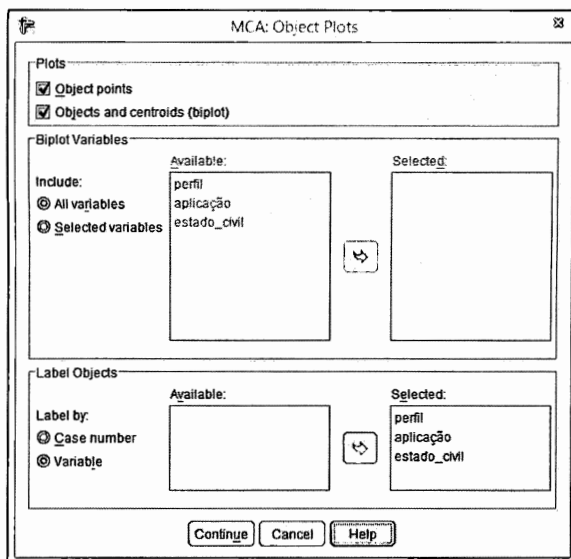 MCA: Object Plots
Plots
Object points
Objects and centroids (biplot)
Biplot Variables
Available:
Selected:
Include:
All variables
Selected variables
perfil
aplicação
estado_civil
Label Objects
Available:
Selected:
Label by:
Case number
Variable
perfil
aplicação
estado_civil
Continue
Cancel
Help